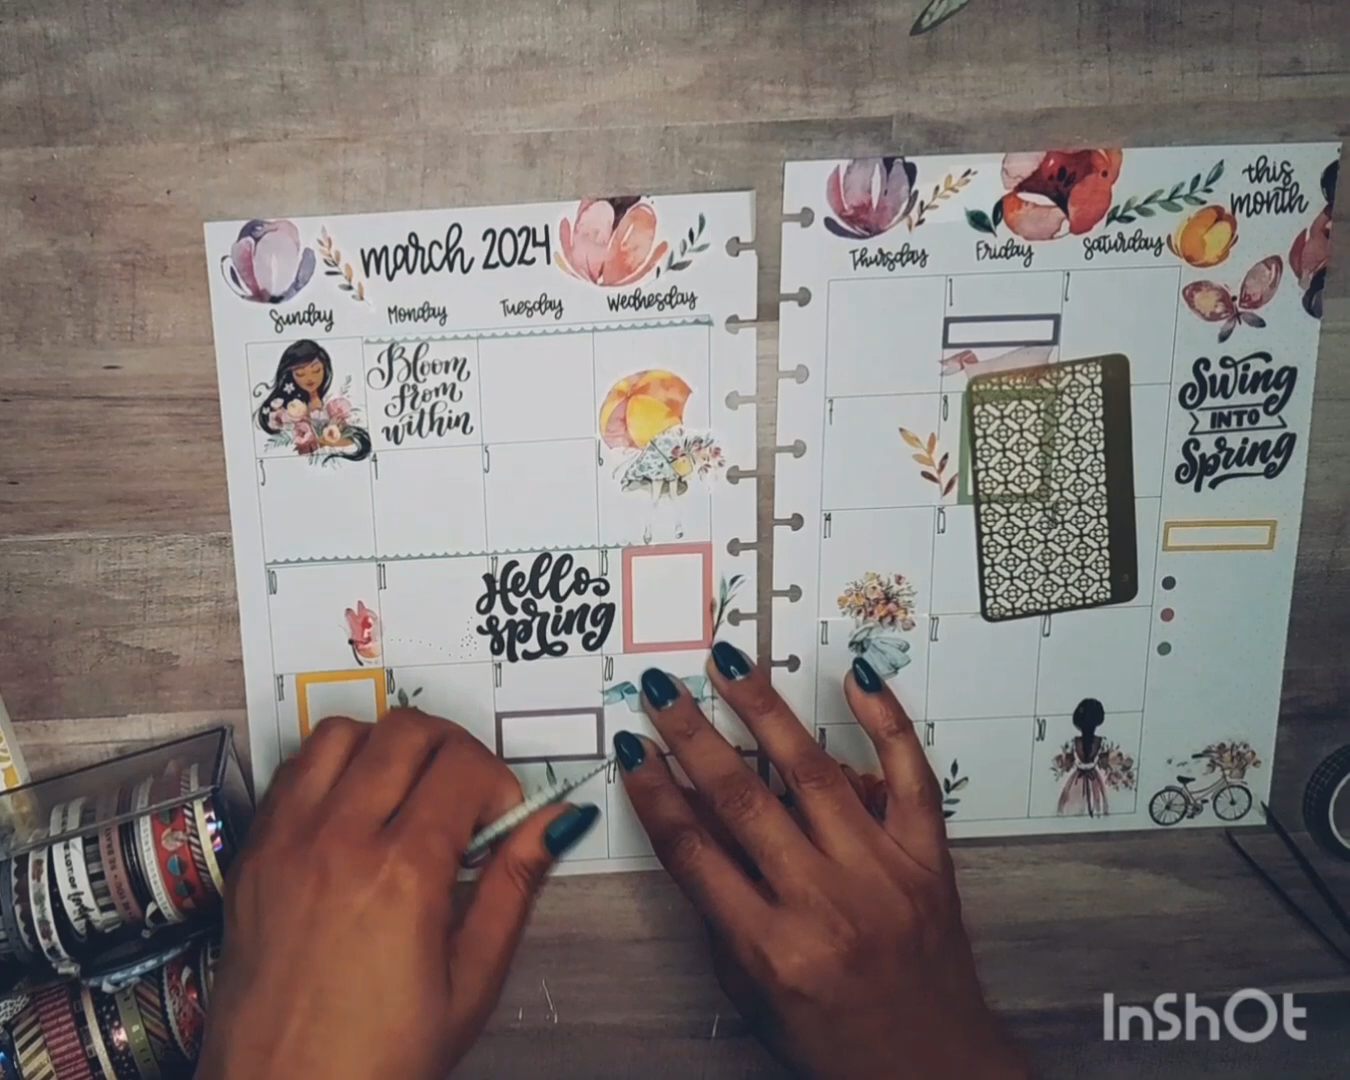 march 2024
this
month
Sunday
Monday
Tuesday
Wednesday
Thursday
Friday
Saturday
1
2
Bloom
from
within
Swing
INTO
Spring
3
4
5
6
7
8
10
11
13
Hello
spring
14
15
17
18
19
20
21
22
29
30
InShOt